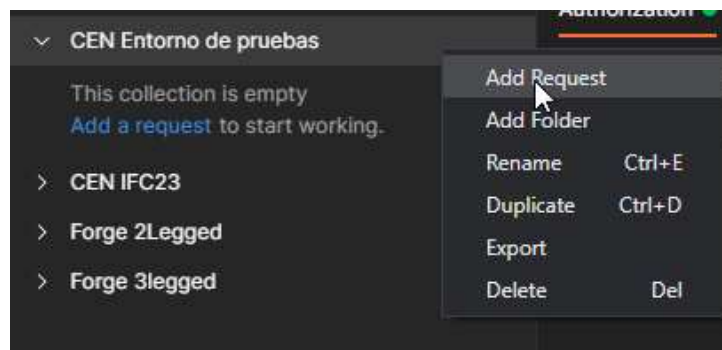 Authorization
CEN Entorno de pruebas
This collection is empty
Add a request to start working.
CEN IFC23
Forge 2Legged
Forge 3legged
Add Request
Add Folder
Rename Ctrl+E
Duplicate Ctrl+D
Export
Delete Del